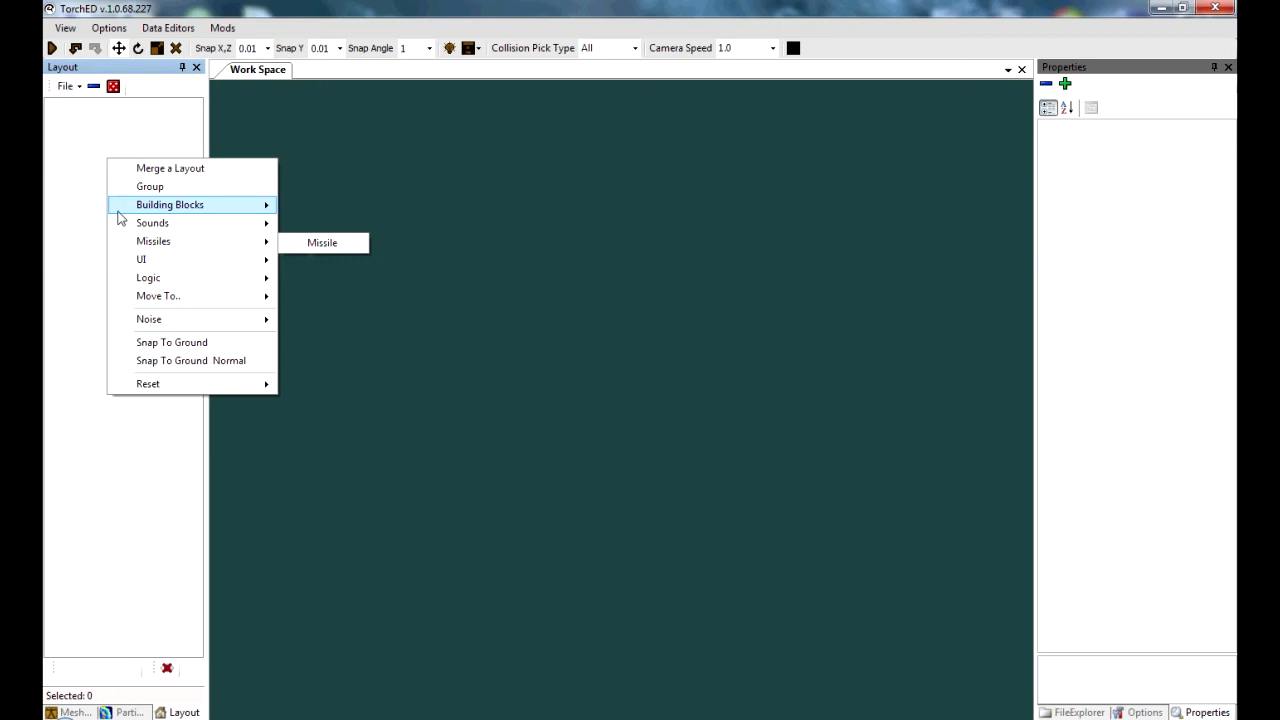 TorchED v.1.0.68.227
View Options Data Editors Mods
Snap X,Z 0.01 Snap Y 0.01 Snap Angle 1 Collision Pick Type All Camera Speed 1.0
Layout
Work Space
Properties
File
Merge a Layout
Group
Building Blocks
Sounds
Missiles
Missile
UI
Logic
Move To..
Noise
Snap To Ground
Snap To Ground Normal
Reset
Selected: 0
Mesh... Parti... Layout
FileExplorer Options Properties